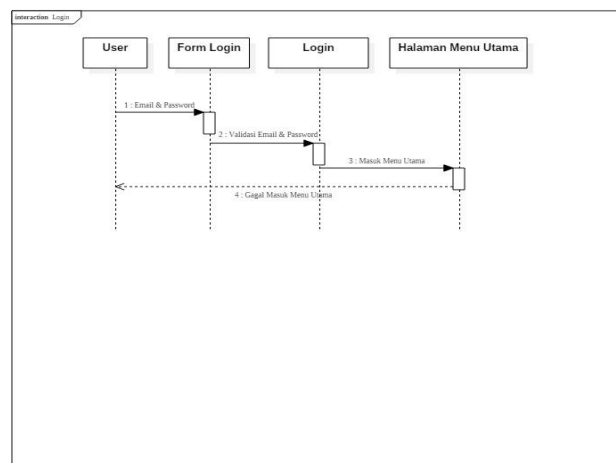 interaction Login
User
Form Login
Login
Halaman Menu Utama
1 : Email & Password
2 : Validasi Email & Password
3 : Masuk Menu Utama
4 : Gagal Masuk Menu Utama